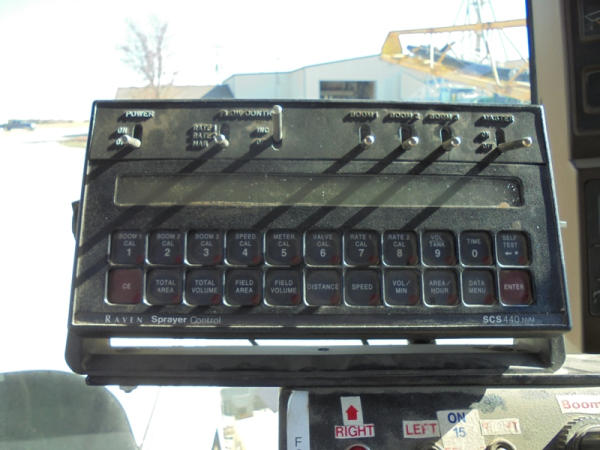 POWER FLOW CONTROL BOOM 1 BOOM 2 BOOM 3 MASTER
ON RATE 1 INC
RATE 2
MAN
BOOM 1 CAL 1
BOOM 2 CAL 2
BOOM 3 CAL 3
SPEED CAL 4
METER CAL 5
VALVE CAL 6
RATE 1 CAL 7
RATE 2 CAL 8
VOL TANK 9
TIME 0
SELF TEST
CE
TOTAL AREA
TOTAL VOLUME
FIELD AREA
FIELD VOLUME
DISTANCE
SPEED
VOL/ MIN
AREA/ HOUR
DATA MENU
ENTER
RAVEN Sprayer Control SCS 440
RIGHT
LEFT
ON
15
Boom